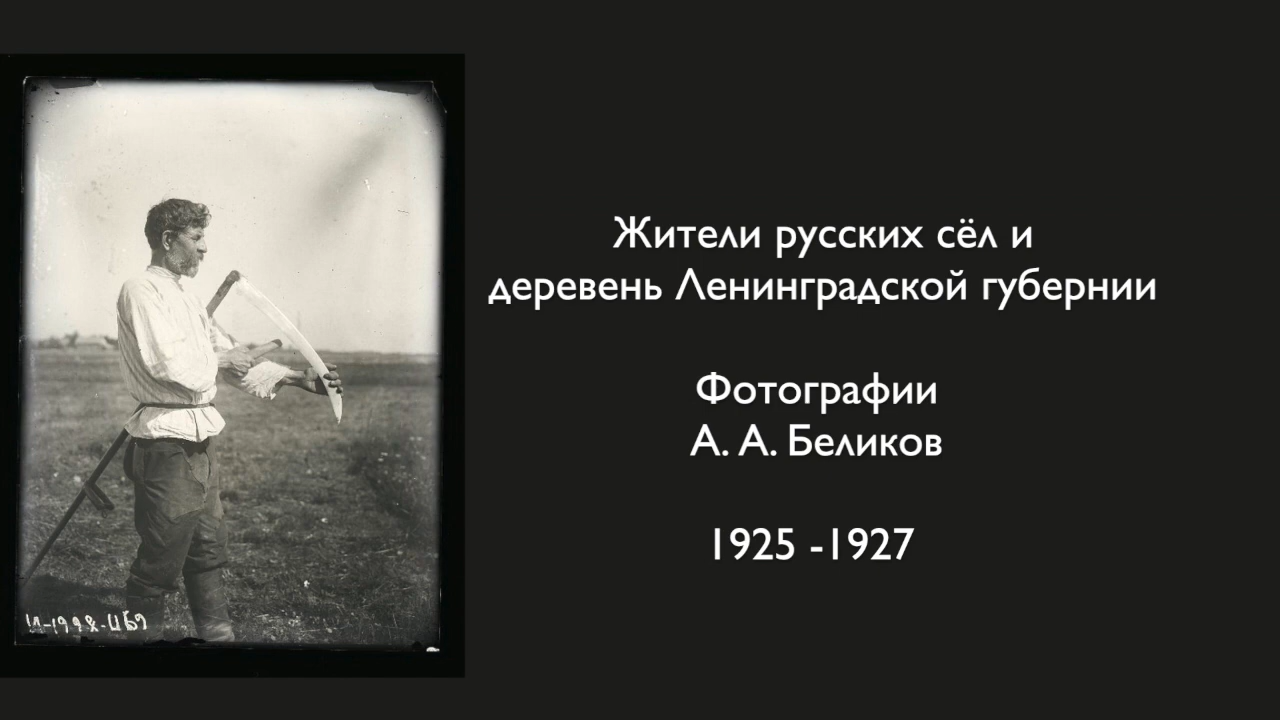 Жители русских сёл и
деревень Ленинградской губернии
Фотографии
А. А. Беликов
1925 -1927